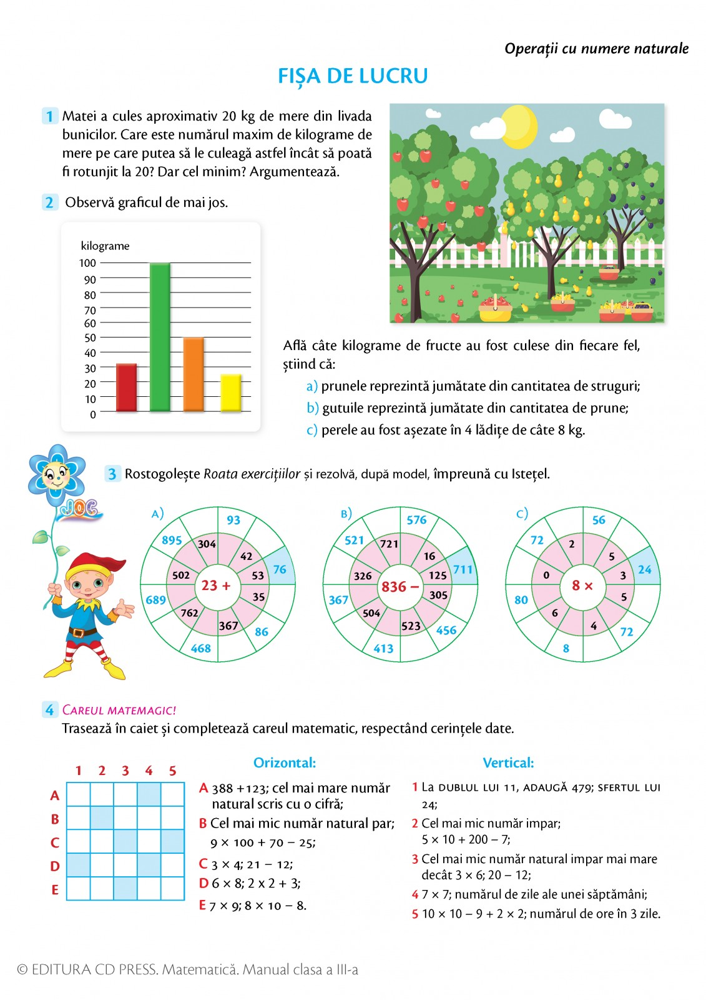 Operații cu numere naturale
FIȘA DE LUCRU
1 Matei a cules aproximativ 20 kg de mere din livada
bunicilor. Care este numărul maxim de kilograme de
mere pe care putea să le culeagă astfel încât să poată
fi rotunjit la 20? Dar cel minim? Argumentează.
2 Observă graficul de mai jos.
kilograme
100
90
80
70
60
50
40
30
20
10
0
Află câte kilograme de fructe au fost culese din fiecare fel,
știind că:
a) prunele reprezintă jumătate din cantitatea de struguri;
b) gutuile reprezintă jumătate din cantitatea de prune;
c) perele au fost așezate în 4 lădițe de câte 8 kg.
JOC
3 Rostogolește Roata exercițiilor și rezolvă, după model, împreună cu Istețel.
A)
93
895
304
42
502
53
76
23 +
689
35
762
367
86
468
B)
576
521
721
16
326
125
711
836 –
367
305
504
523
456
413
C)
56
72
2
5
0
3
24
8 ×
80
5
6
4
72
8
4 CAREUL MATEMAGIC!
Trasează în caiet și completează careul matematic, respectând cerințele date.
1 2 3 4 5
A
B
C
D
E
Orizontal:
A 388 +123; cel mai mare număr
natural scris cu o cifră;
B Cel mai mic număr natural par;
9 × 100 + 70 – 25;
C 3 × 4; 21 – 12;
D 6 × 8; 2 x 2 + 3;
E 7 × 9; 8 × 10 – 8.
Vertical:
1 La DUBLUL LUI 11, ADAUGĂ 479; SFERTUL LUI
24;
2 Cel mai mic număr impar;
5 × 10 + 200 – 7;
3 Cel mai mic număr natural impar mai mare
decât 3 × 6; 20 – 12;
4 7 × 7; numărul de zile ale unei săptămâni;
5 10 × 10 – 9 + 2 × 2; numărul de ore în 3 zile.
© EDITURA CD PRESS. Matematică. Manual clasa a III-a